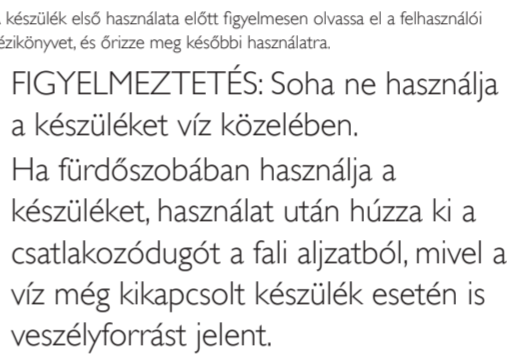 készülék első használata előtt figyelmesen olvassa el a felhasználói
ézikönyvet, és őrizze meg későbbi használatra.
FIGYELMEZTETÉS: Soha ne használja
a készüléket víz közelében.
Ha fürdőszobában használja a
készüléket, használat után húzza ki a
csatlakozódugót a fali aljzatból, mivel a
víz még kikapcsolt készülék esetén is
veszélyforrást jelent.